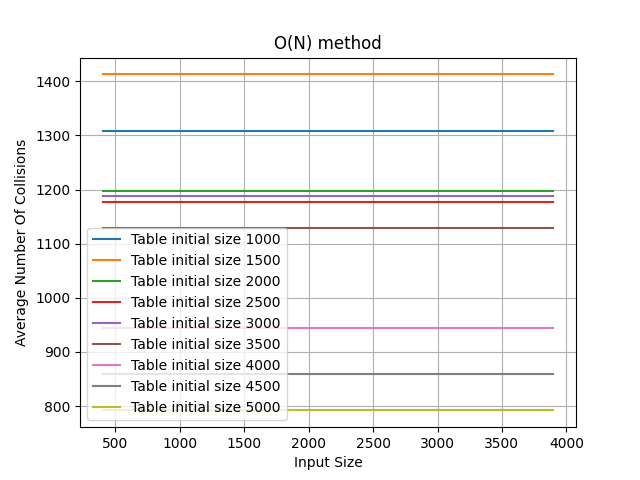 O(N) method
Average Number Of Collisions
1400
1300
1200
1100
1000
900
800
Table initial size 1000
Table initial size 1500
Table initial size 2000
Table initial size 2500
Table initial size 3000
Table initial size 3500
Table initial size 4000
Table initial size 4500
Table initial size 5000
500 1000 1500 2000 2500 3000 3500 4000
Input Size